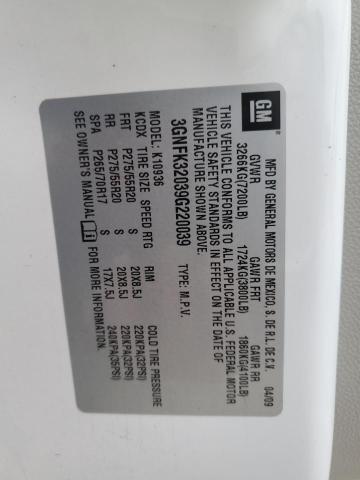 GM
MFD BY GENERAL MOTORS DE MEXICO, S. DE R.L. DE C.V. 04/09
GVWR GAWR FRT GAWR RR
3266KG(7200LB) 1724KG(3800LB) 1860KG(4100LB)
THIS VEHICLE CONFORMS TO ALL APPLICABLE U.S. FEDERAL MOTOR
VEHICLE SAFETY STANDARDS IN EFFECT ON THE DATE OF
MANUFACTURE SHOWN ABOVE.
3GNFK32039G220039 TYPE: M.P.V.
MODEL: K10936
KCDX TIRE SIZE SPEED RTG RIM COLD TIRE PRESSURE
FRT P275/55R20 S 20X8.5J 220KPA(32PSI)
RR P275/55R20 S 20X8.5J 220KPA(32PSI)
SPA P265/70R17 S 17X7.5J 240KPA(35PSI)
SEE OWNER'S MANUAL